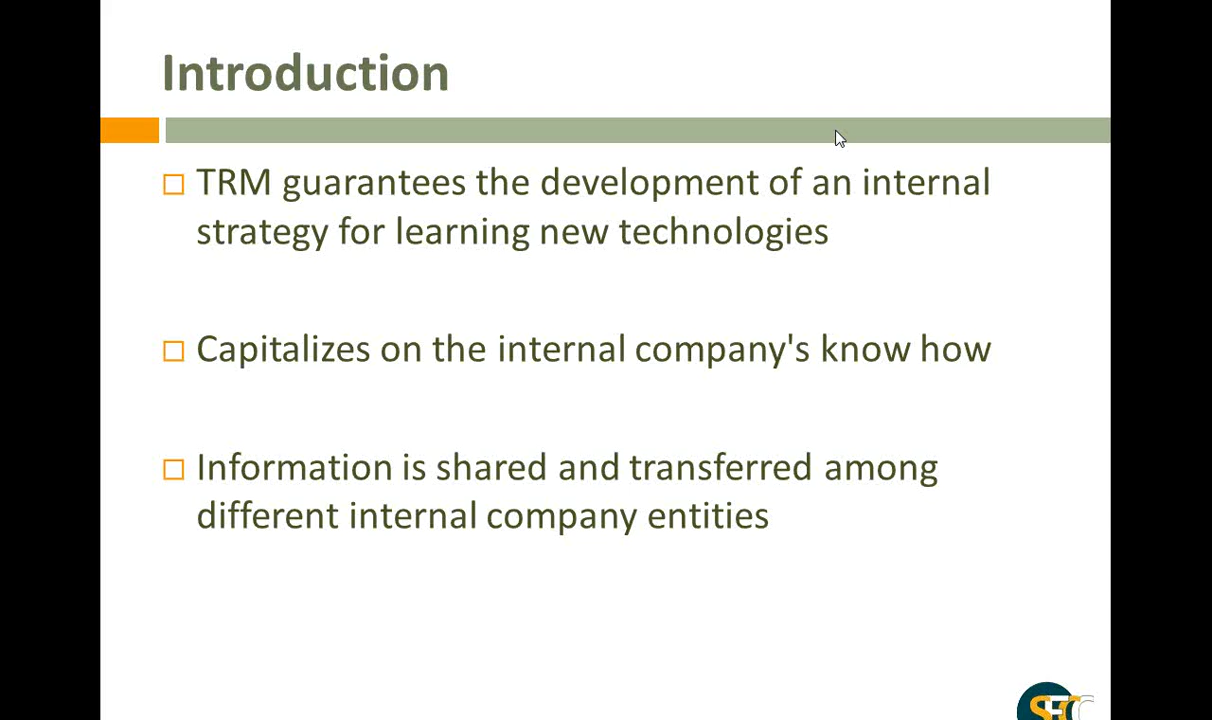 Introduction
TRM guarantees the development of an internal
strategy for learning new technologies
Capitalizes on the internal company's know how
Information is shared and transferred among
different internal company entities